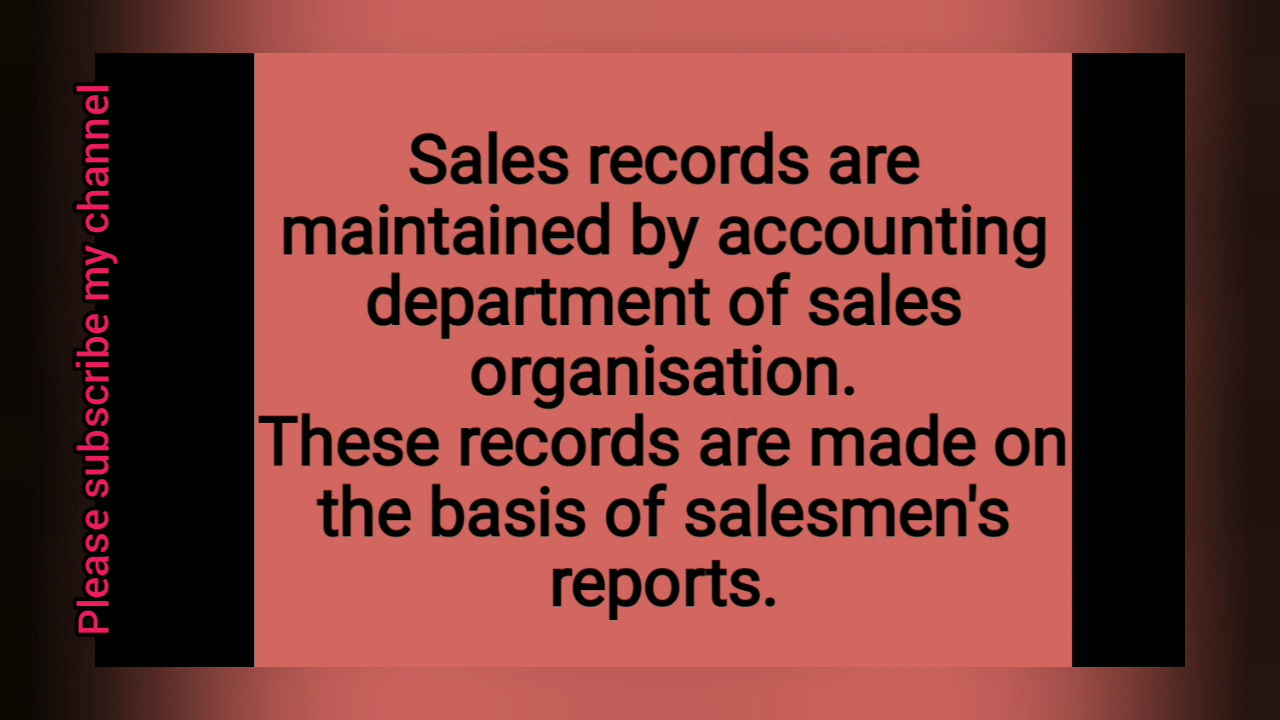 Please subscribe my channel
Sales records are
maintained by accounting
department of sales
organisation.
These records are made on
the basis of salesmen's
reports.